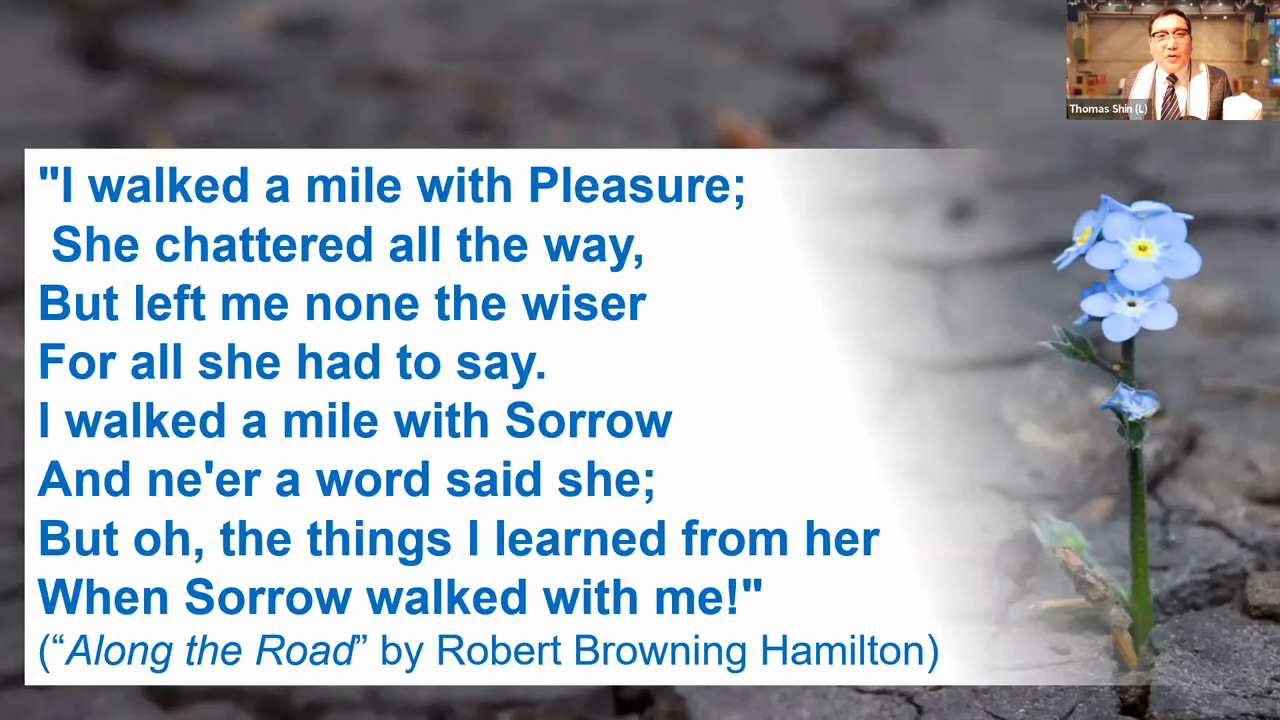 Thomas Shin (L)
"I walked a mile with Pleasure;
She chattered all the way,
But left me none the wiser
For all she had to say.
I walked a mile with Sorrow
And ne'er a word said she;
But oh, the things I learned from her
When Sorrow walked with me!"
(“Along the Road” by Robert Browning Hamilton)